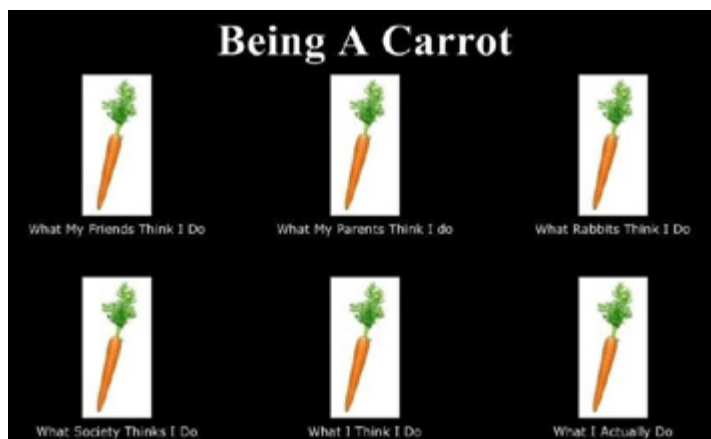 Being A Carrot
What My Friends Think I Do
What My Parents Think I do
What Rabbits Think I Do
What Society Thinks I Do
What I Think I Do
What I Actually Do